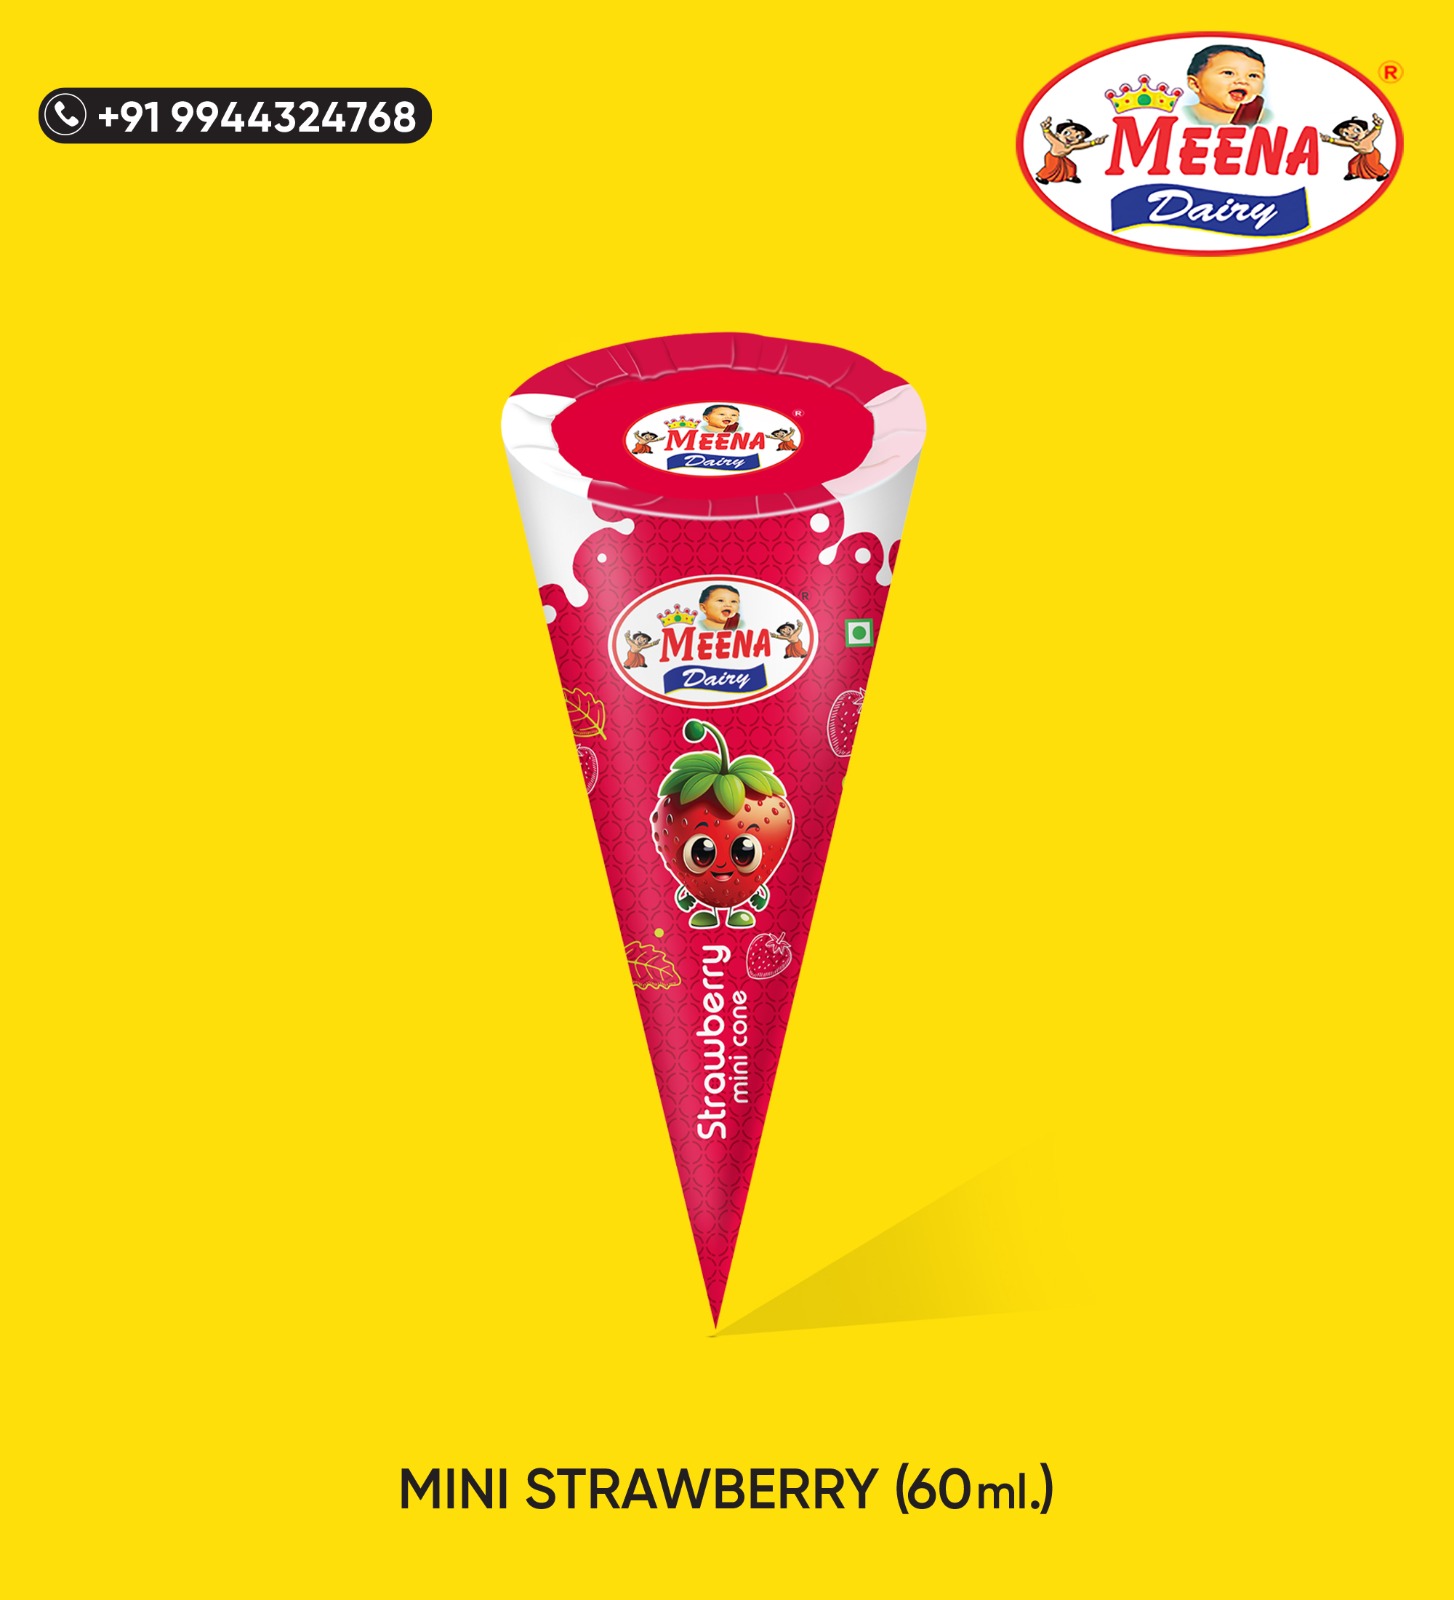 +91 9944324768
MEENA
Dairy
R
MEENA
Dairy
R
MEENA
Dairy
R
Strawberry
mini cone
MINI STRAWBERRY (60ml.)